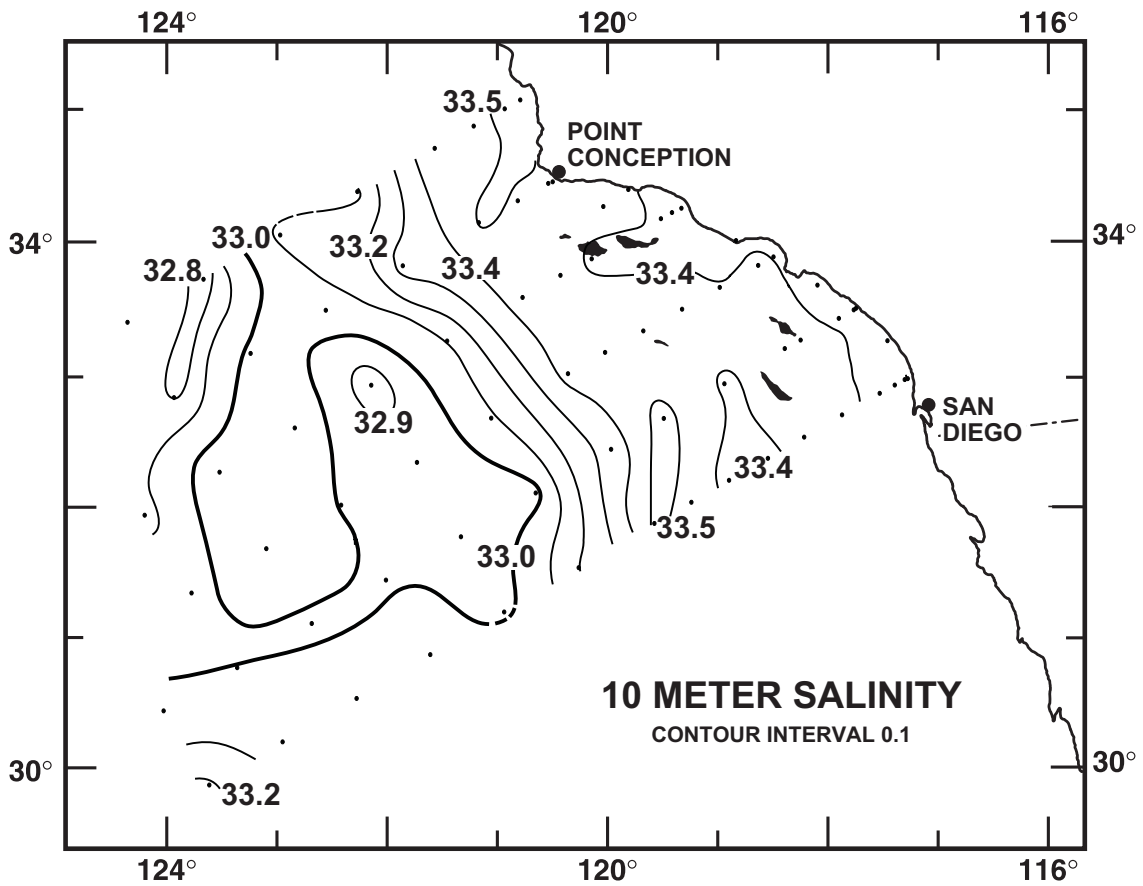 124° 120° 116°
33.5
POINT
CONCEPTION
34° 33.0 33.2 34°
32.8 33.4 33.4
32.9
SAN
DIEGO
33.4
33.5
33.0
10 METER SALINITY
CONTOUR INTERVAL 0.1
30° 30°
33.2
124° 120° 116°